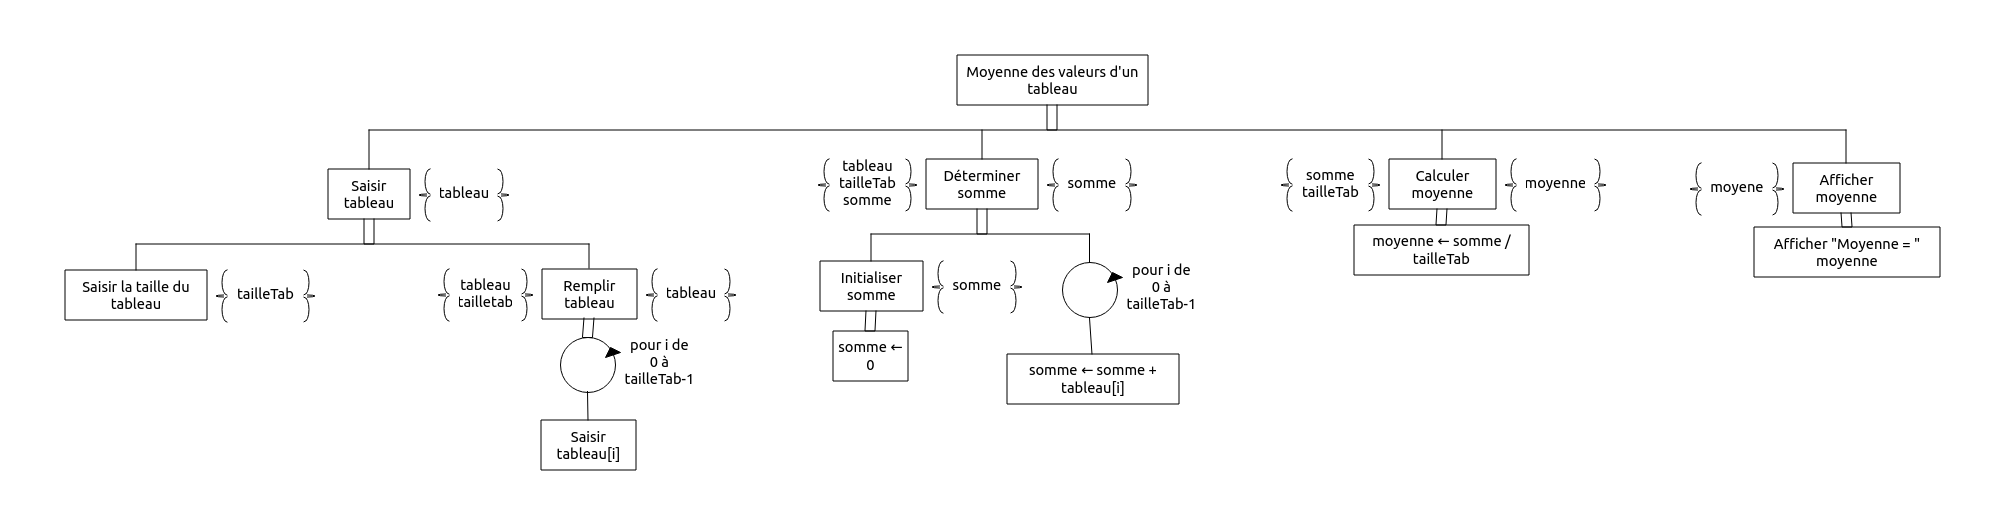 Moyenne des valeurs d'un
tableau
Saisir
tableau
tableau
tableau
tailleTab
somme
Déterminer
somme
somme
somme
tailleTab
Calculer
moyenne
moyenne
moyene
Afficher
moyenne
Saisir la taille du
tableau
tailleTab
tableau
tailletab
Remplir
tableau
tableau
pour i de
0 à
tailleTab-1
Saisir
tableau[i]
Initialiser
somme
somme
somme ←
0
pour i de
0 à
tailleTab-1
somme ← somme +
tableau[i]
moyenne ← somme /
tailleTab
Afficher "Moyenne = "
moyenne